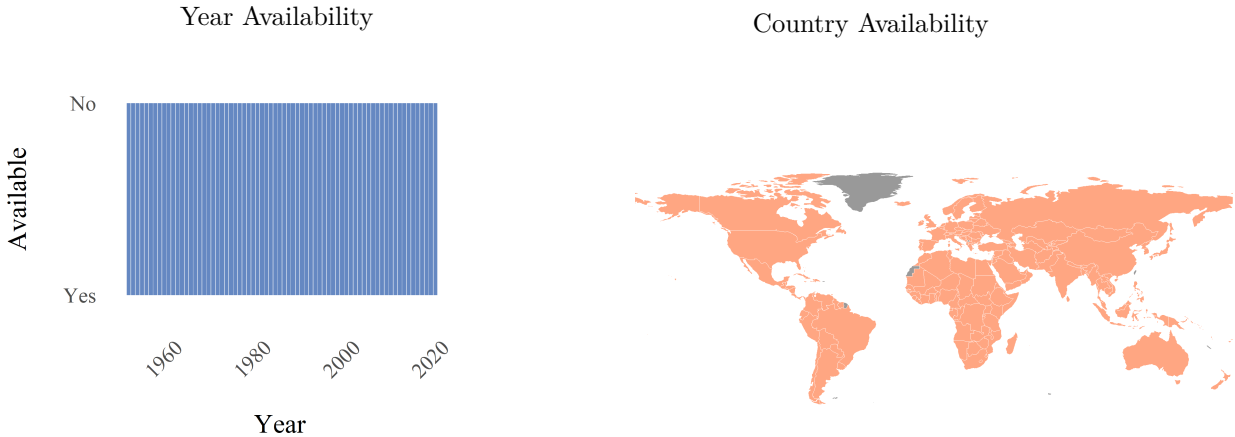 Year Availability
Country Availability
No
Available
Yes
1960
1980
2000
2020
Year